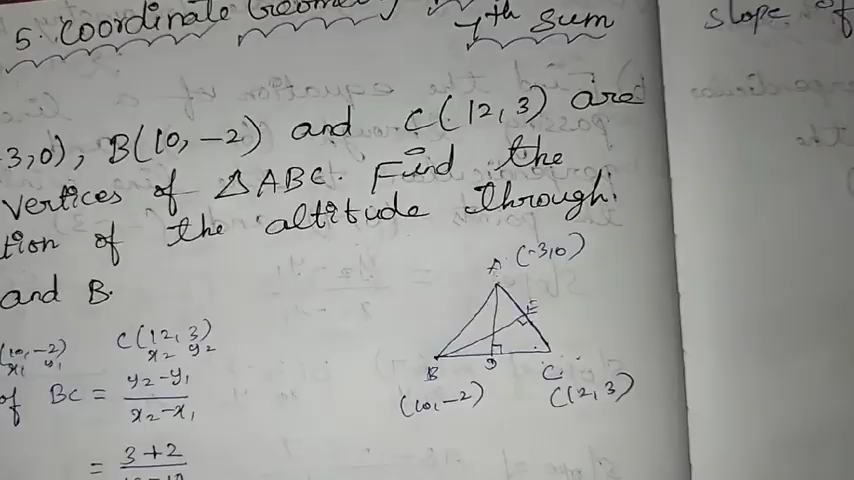 5. Coordinate Geometry
7th Sum
slope of
3,0), B(10, -2) and C(12, 3) are
vertices of △ABC. Find the
tion of the altitude through.
and B.
A (-3,0)
E
B D C
(10, -2) C(12, 3)
(10, -2) C(12, 3)
x₁ y₁ x₂ y₂
of BC = y₂-y₁
x₂-x₁
= 3+2